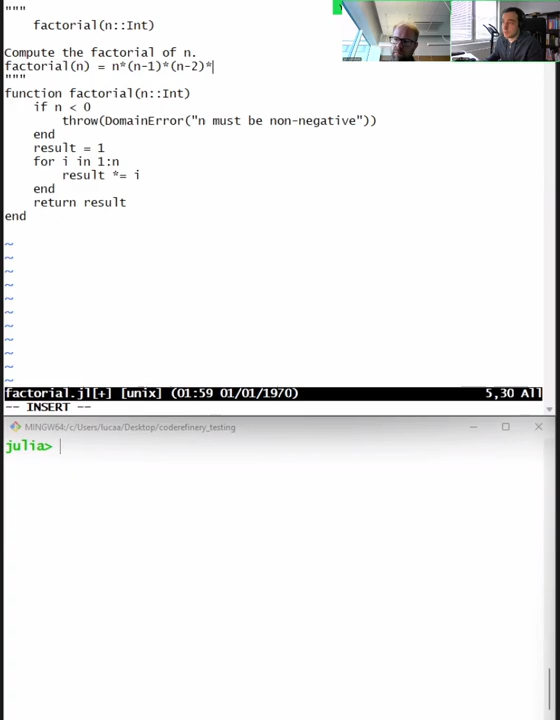 """
    factorial(n::Int)

Compute the factorial of n.
factorial(n) = n*(n-1)*(n-2)*
"""
function factorial(n::Int)
    if n < 0
        throw(DomainError("n must be non-negative"))
    end
    result = 1
    for i in 1:n
        result *= i
    end
    return result
end
~
~
~
~
~
~
~
~
~
~
~
factorial.jl[+] [unix] (01:59 01/01/1970) 5,30 All
-- INSERT --
MINGW64:/c/Users/lucaa/Desktop/coderefinery_testing
julia>